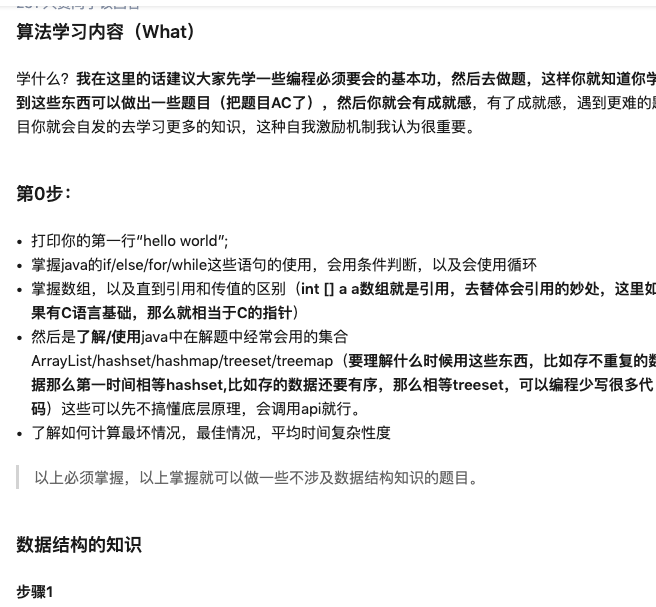 算法学习内容（What）
学什么？我在这里的话建议大家先学一些编程必须要会的基本功，然后去做题，这样你就知道你学
到这些东西可以做出一些题目（把题目AC了），然后你就会有成就感，有了成就感，遇到更难的题
目你就会自发的去学习更多的知识，这种自我激励机制我认为很重要。
第0步：
• 打印你的第一行“hello world”;
• 掌握java的if/else/for/while这些语句的使用，会用条件判断，以及会使用循环
• 掌握数组，以及直到引用和传值的区别（int [] a a数组就是引用，去替体会引用的妙处，这里如
果有C语言基础，那么就相当于C的指针）
• 然后是了解/使用java中在解题中经常会用的集合
ArrayList/hashset/hashmap/treeset/treemap（要理解什么时候用这些东西，比如存不重复的数
据那么第一时间相等hashset,比如存的数据还要有序，那么相等treeset，可以编程少写很多代
码）这些可以先不搞懂底层原理，会调用api就行。
• 了解如何计算最坏情况，最佳情况，平均时间复杂性度
以上必须掌握，以上掌握就可以做一些不涉及数据结构知识的题目。
数据结构的知识
步骤1